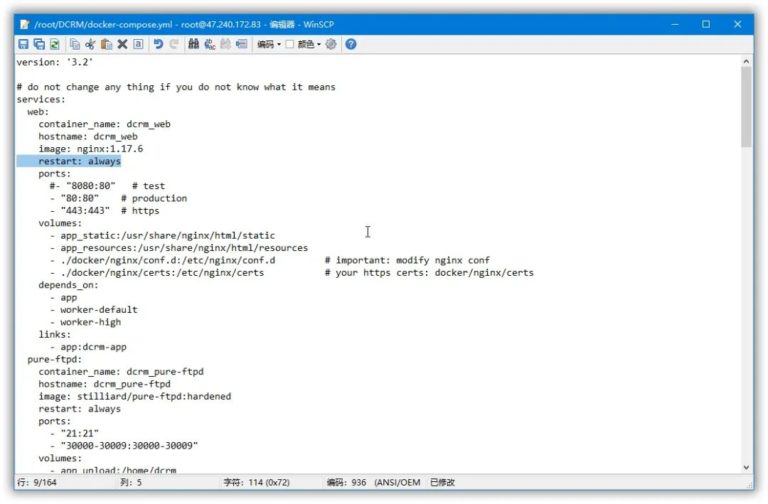 /root/DCRM/docker-compose.yml - root@47.240.172.83 - 编辑器 - WinSCP
编码 颜色
version: '3.2'
# do not change any thing if you do not know what it means
services:
  web:
    container_name: dcrm_web
    hostname: dcrm_web
    image: nginx:1.17.6
    restart: always
    ports:
      #- "8080:80"   # test
      - "80:80"    # production
      - "443:443"  # https
    volumes:
      - app_static:/usr/share/nginx/html/static
      - app_resources:/usr/share/nginx/html/resources
      - ./docker/nginx/conf.d:/etc/nginx/conf.d         # important: modify nginx conf
      - ./docker/nginx/certs:/etc/nginx/certs           # your https certs: docker/nginx/certs
    depends_on:
      - app
      - worker-default
      - worker-high
    links:
      - app:dcrm-app
  pure-ftpd:
    container_name: dcrm_pure-ftpd
    hostname: dcrm_pure-ftpd
    image: stilliard/pure-ftpd:hardened
    restart: always
    ports:
      - "21:21"
      - "30000-30009:30000-30009"
    volumes:
      - app_upload:/home/dcrm
行: 9/164 列: 5 字符: 114 (0x72) 编码: 936 (ANSI/OEM 已修改